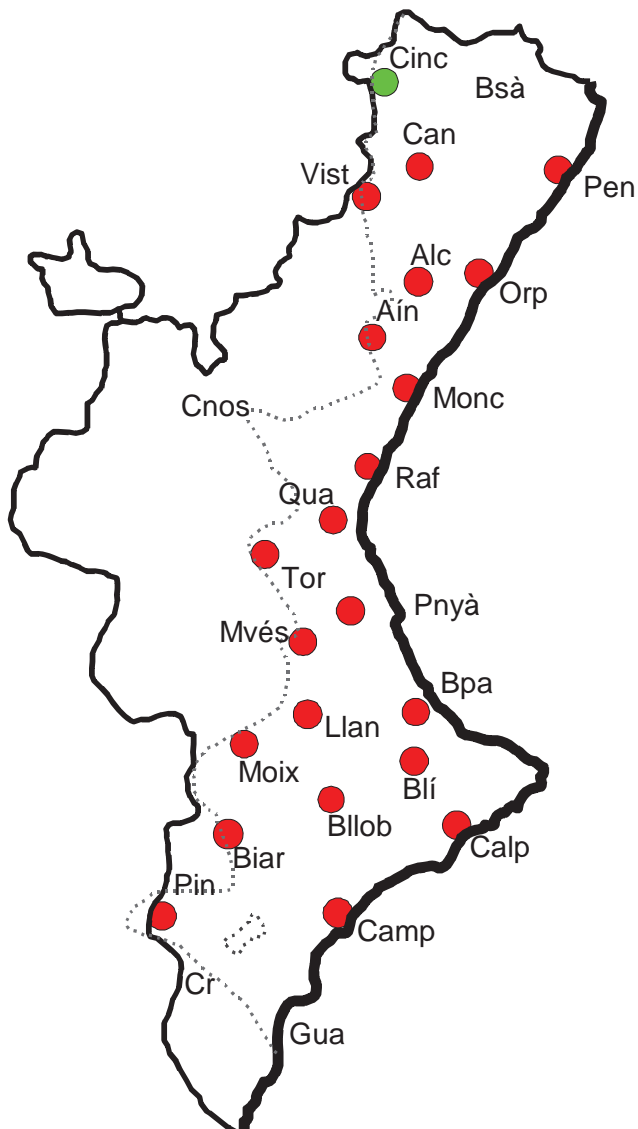 Cinc
Bsà
Can
Vist
Pen
Alc
Orp
Aín
Monc
Cnos
Raf
Qua
Tor
Pnyà
Mvés
Bpa
Llan
Moix
Blí
Bllob
Calp
Biar
Pin
Camp
Cr
Gua